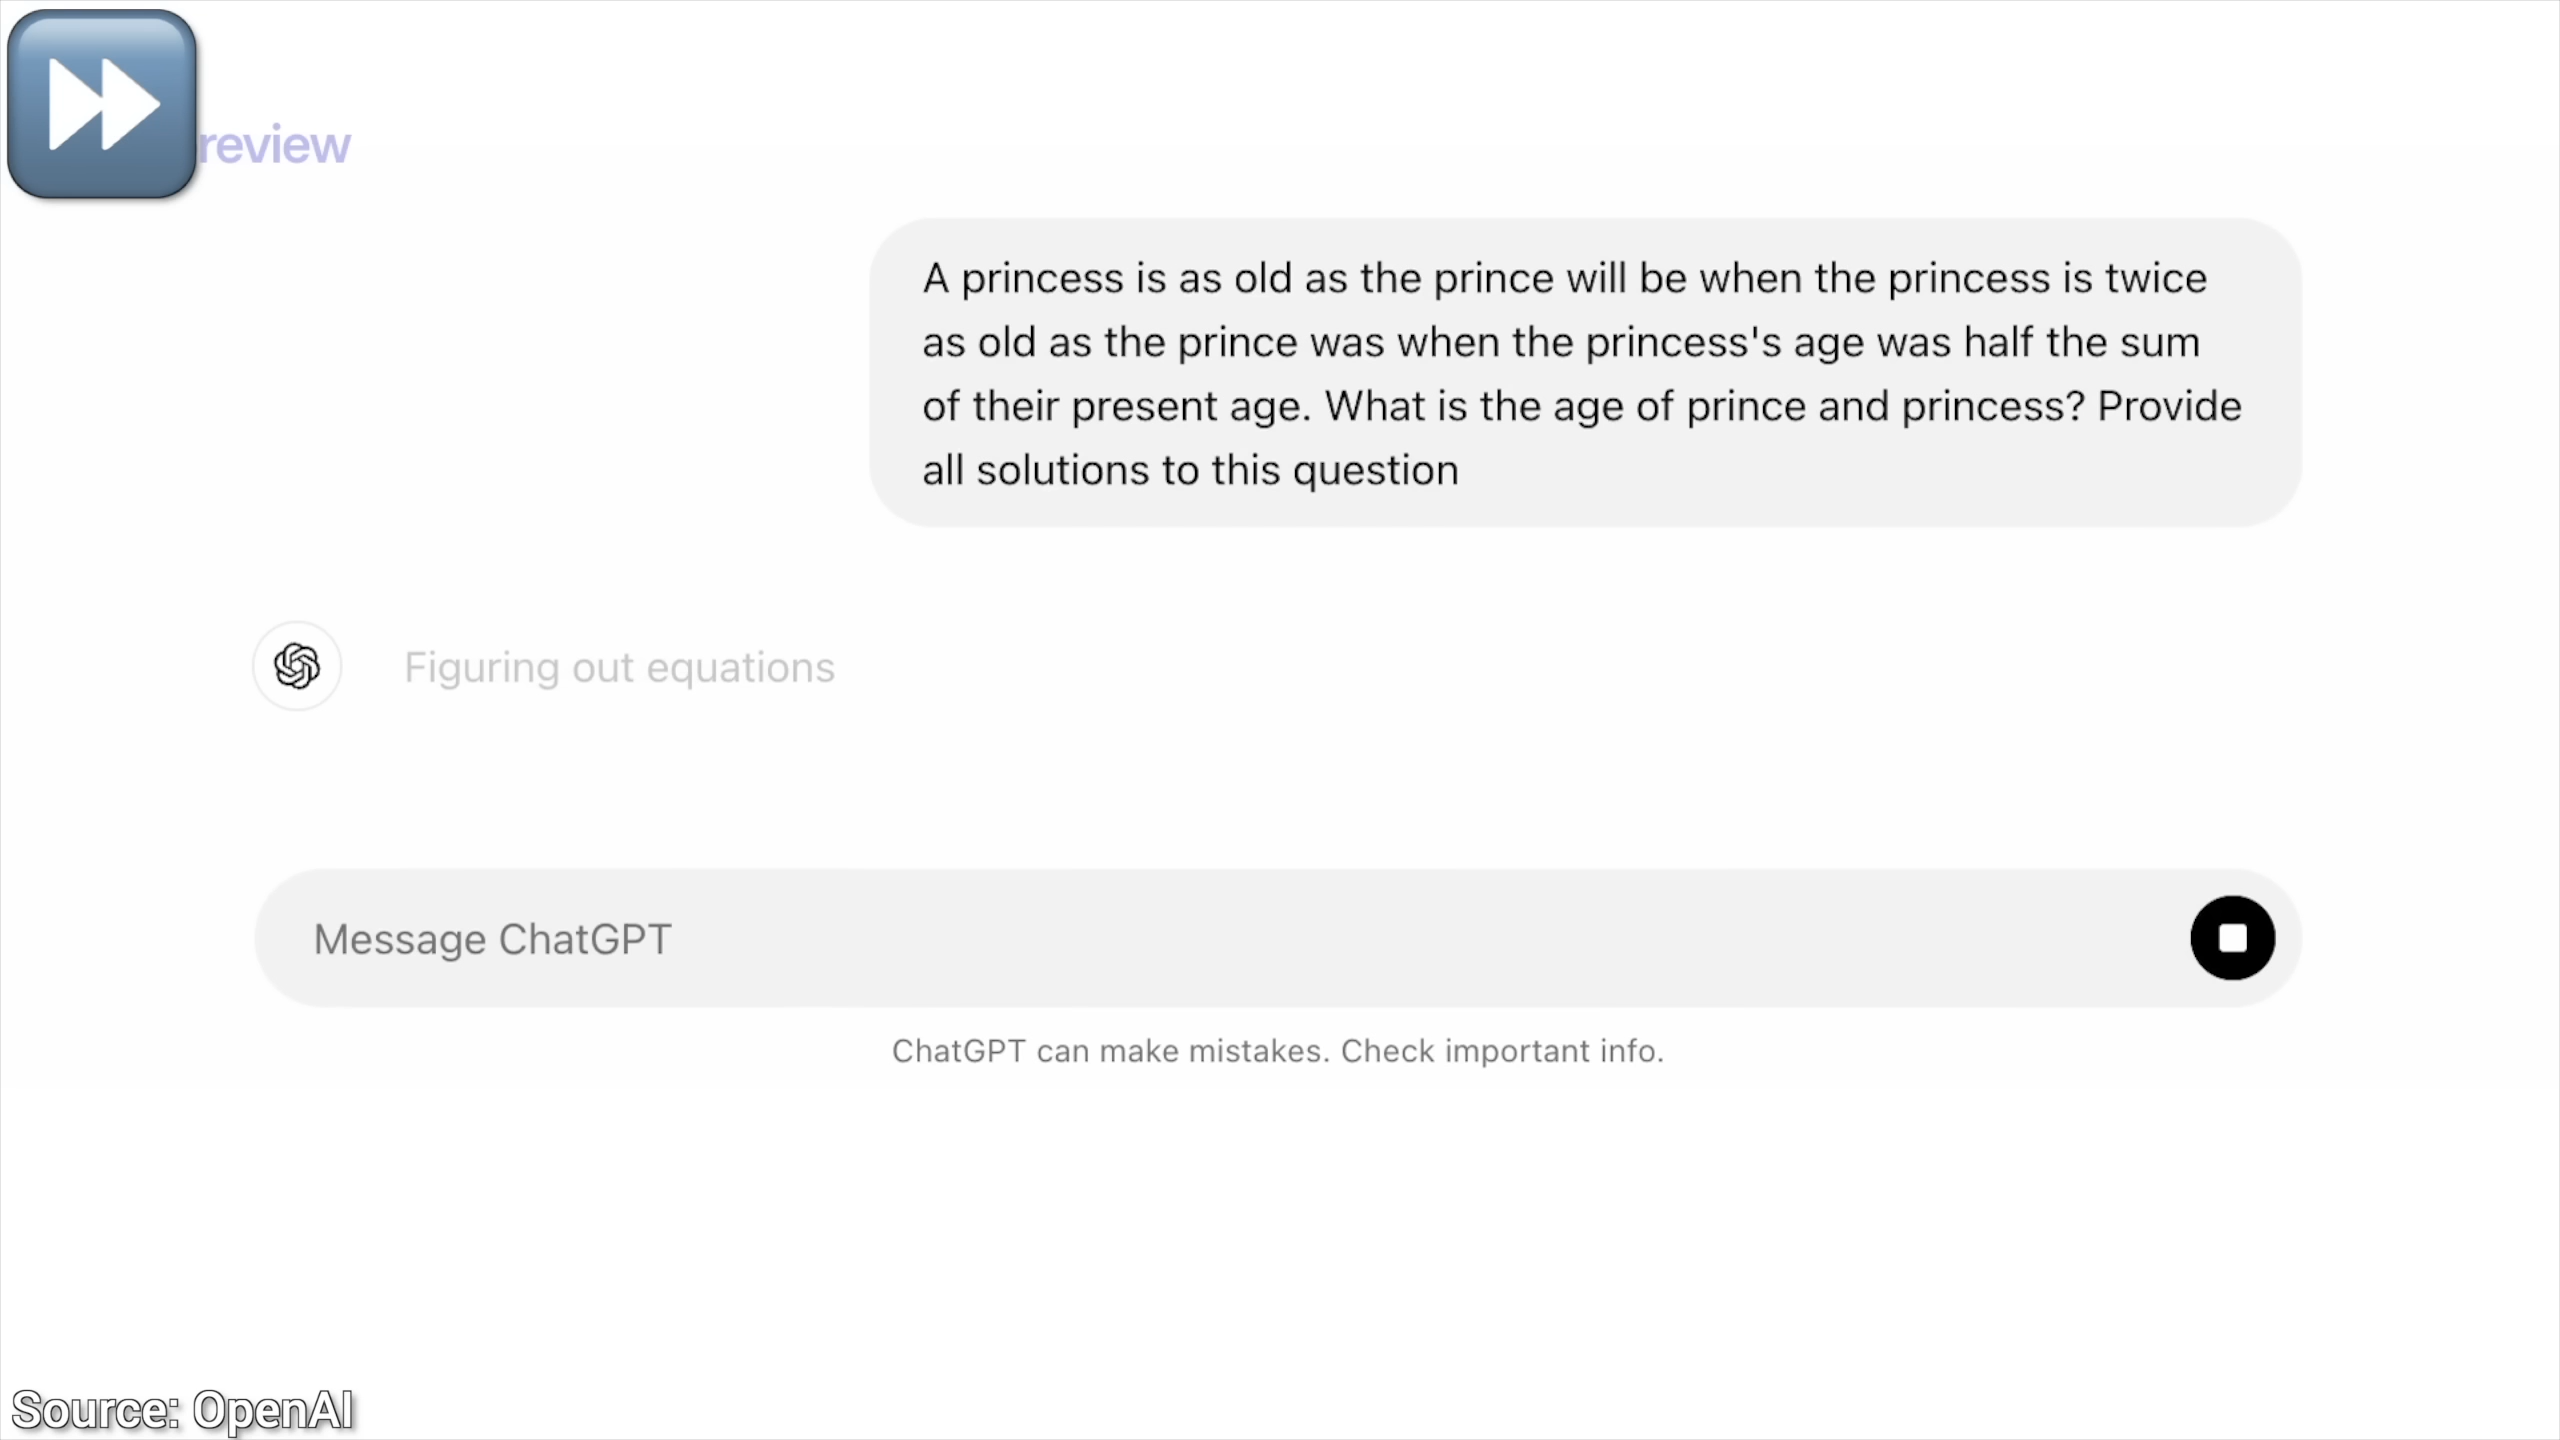 review
A princess is as old as the prince will be when the princess is twice
as old as the prince was when the princess's age was half the sum
of their present age. What is the age of prince and princess? Provide
all solutions to this question
Figuring out equations
Message ChatGPT
ChatGPT can make mistakes. Check important info.
Source: OpenAI